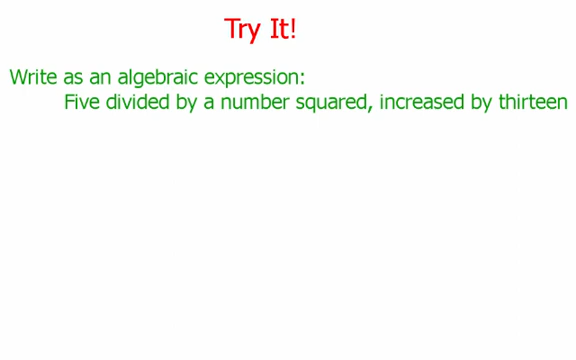 Try It!
Write as an algebraic expression:
Five divided by a number squared, increased by thirteen